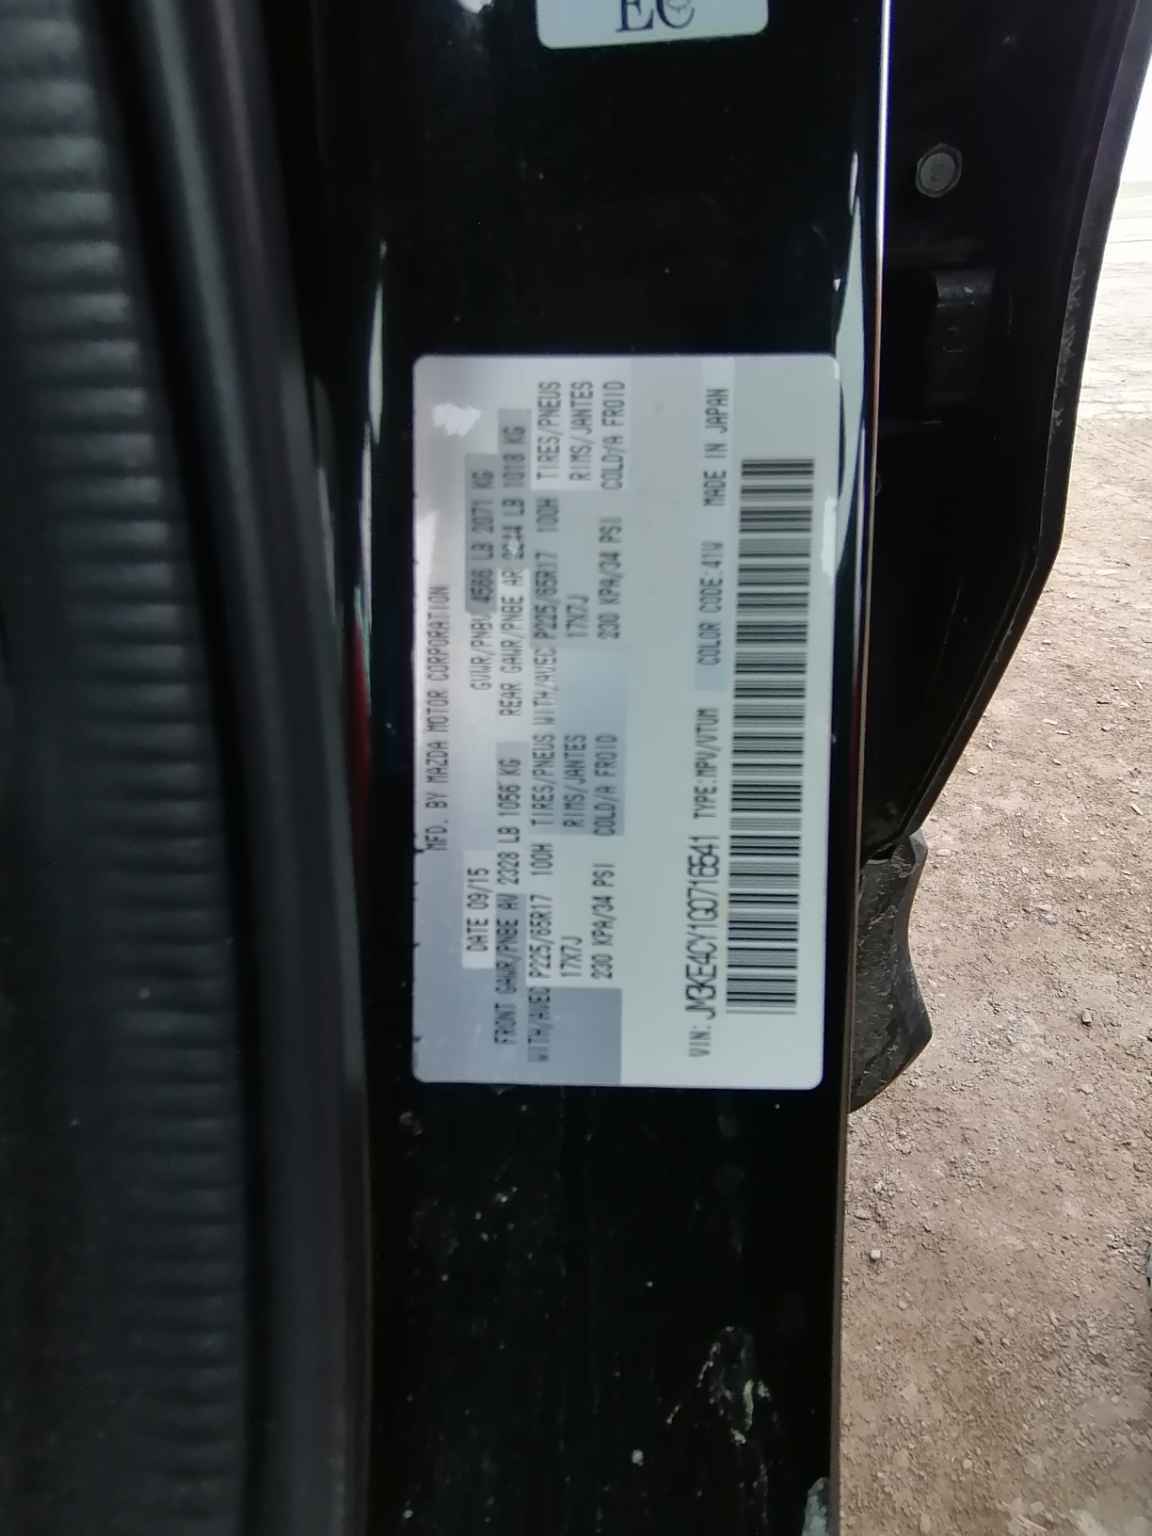 EC
MFD. BY MAZDA MOTOR CORPORATION
DATE 09/15 GVWR/PNBV 4566 LB 2071 KG
FRONT GAWR/PNBE AV 2328 LB 1056 KG REAR GAWR/PNBE AR 2244 LB 1018 KG
WITH/AVEC P225/65R17 100H TIRES/PNEUS WITH/AVEC P225/65R17 100H TIRES/PNEUS
17X7J RIMS/JANTES 17X7J RIMS/JANTES
230 KPA/34 PSI COLD/A FROID 230 KPA/34 PSI COLD/A FROID
VIN: JM3KE4CY1G0716541 TYPE:MPV/VTUM COLOR CODE:41W MADE IN JAPAN